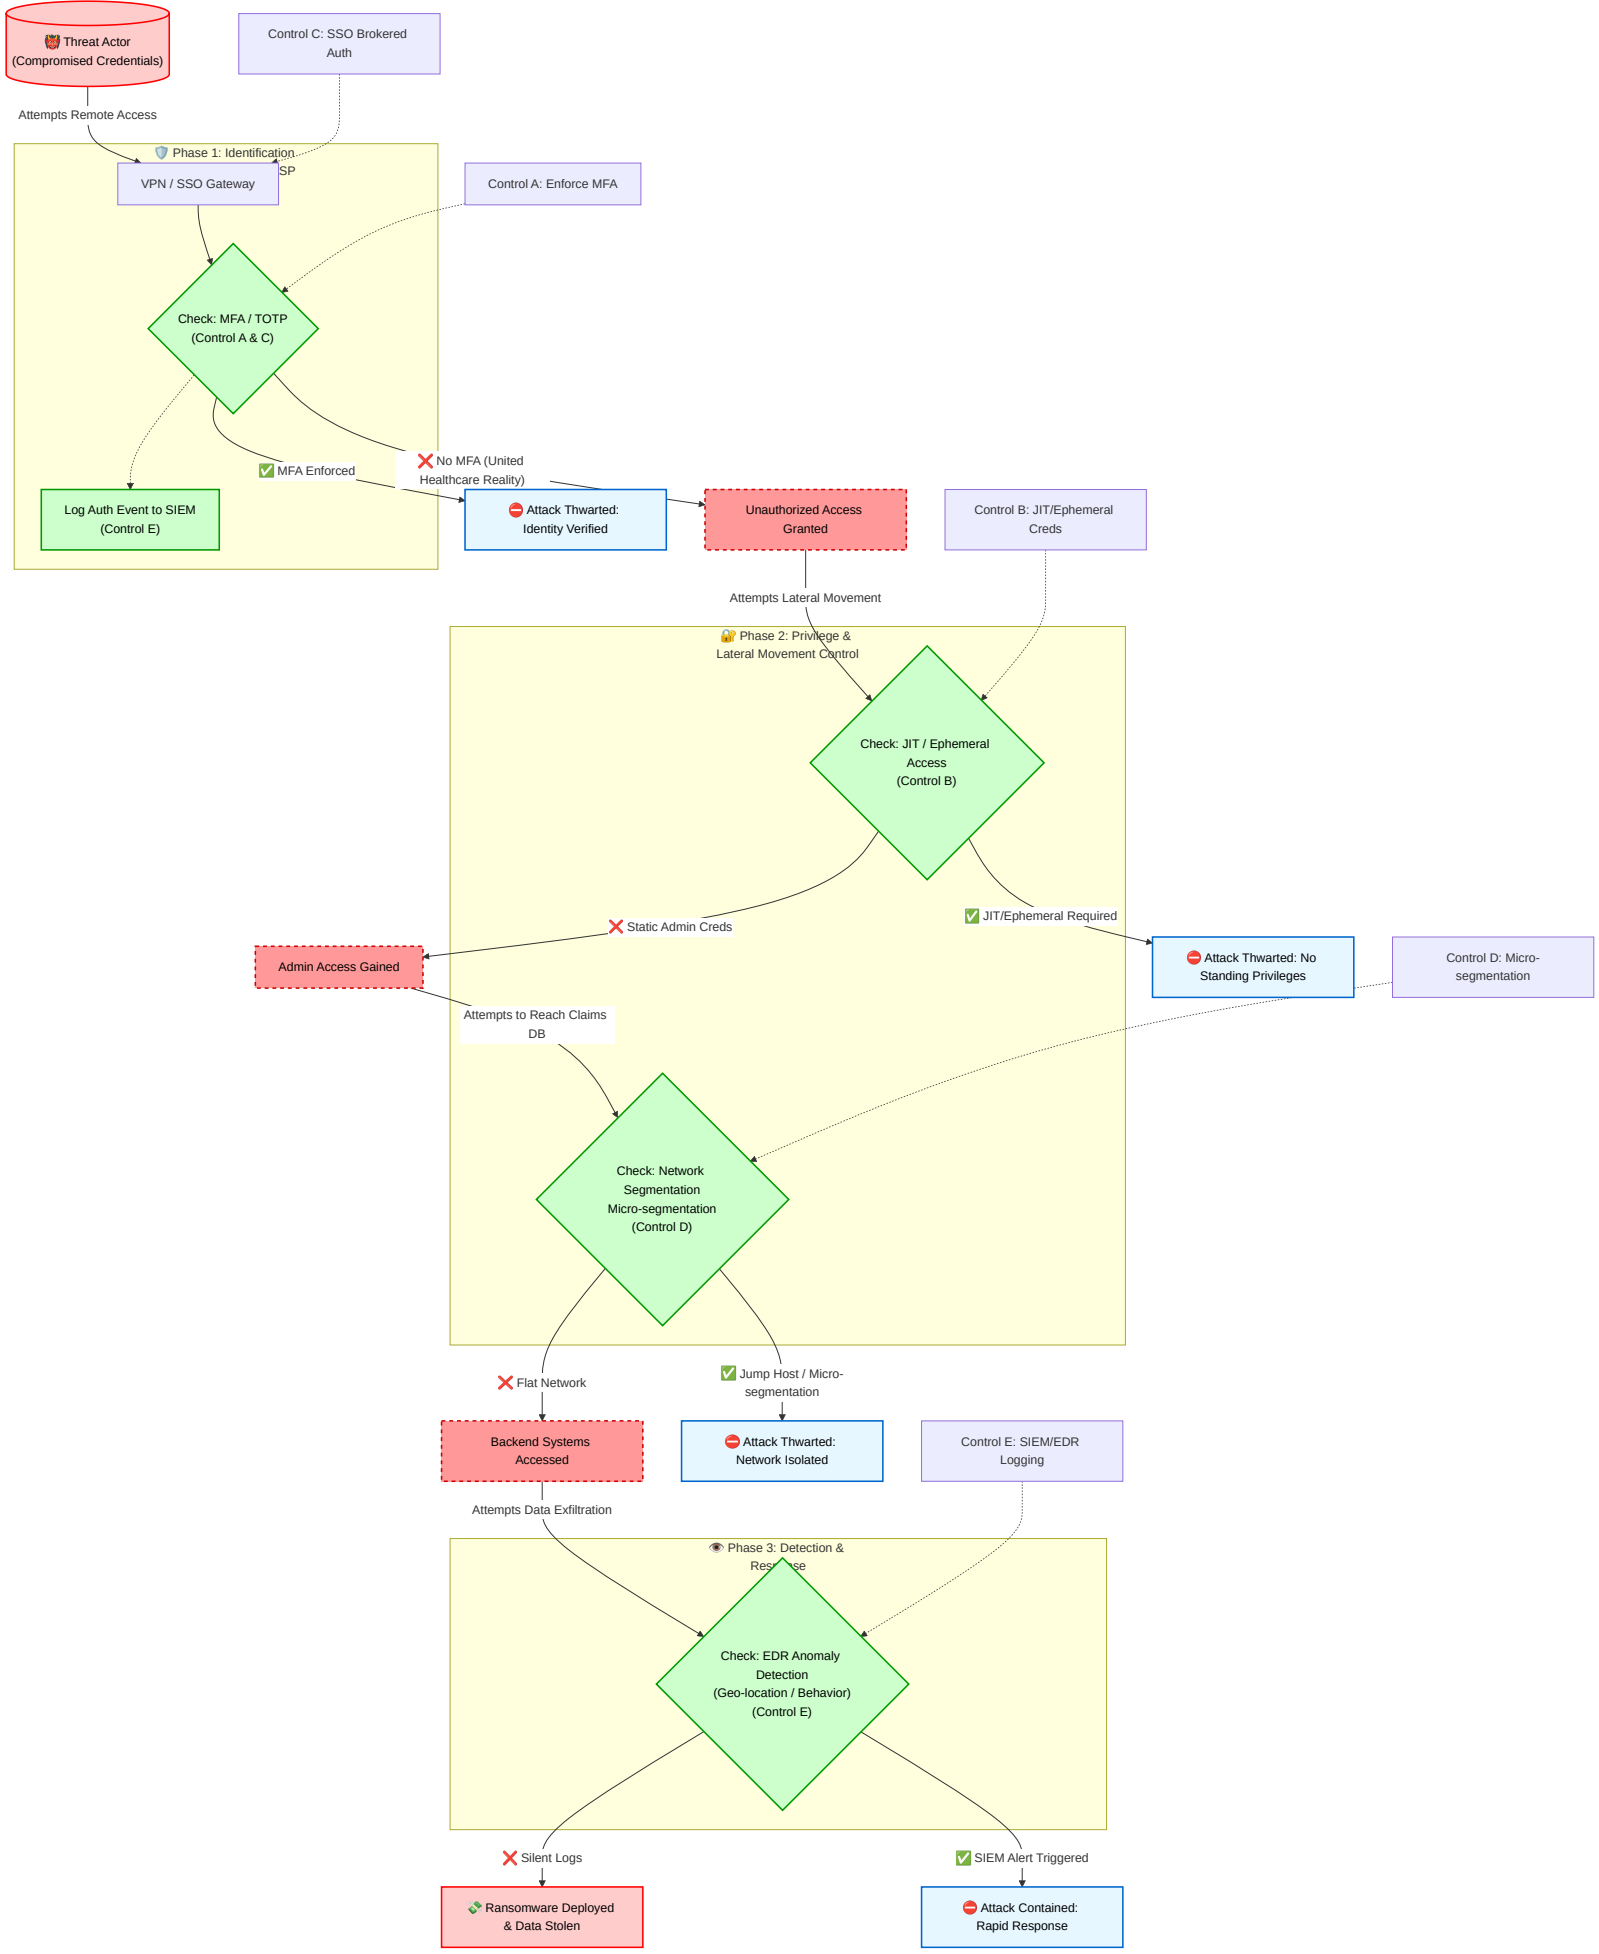 👹 Threat Actor
(Compromised Credentials)
Control C: SSO Brokered
Auth
Attempts Remote Access
🛡️ Phase 1: Identification
SP
VPN / SSO Gateway
Control A: Enforce MFA
Check: MFA / TOTP
(Control A & C)
✅ MFA Enforced
❌ No MFA (United
Healthcare Reality)
Log Auth Event to SIEM
(Control E)
⛔ Attack Thwarted:
Identity Verified
Unauthorized Access
Granted
Control B: JIT/Ephemeral
Creds
Attempts Lateral Movement
🔐 Phase 2: Privilege &
Lateral Movement Control
Check: JIT / Ephemeral
Access
(Control B)
❌ Static Admin Creds
✅ JIT/Ephemeral Required
Admin Access Gained
⛔ Attack Thwarted: No
Standing Privileges
Control D: Micro-
segmentation
Attempts to Reach Claims
DB
Check: Network
Segmentation
Micro-segmentation
(Control D)
❌ Flat Network
✅ Jump Host / Micro-
segmentation
Backend Systems
Accessed
⛔ Attack Thwarted:
Network Isolated
Control E: SIEM/EDR
Logging
Attempts Data Exfiltration
👁️ Phase 3: Detection &
Check: EDR Anomaly
Detection
(Geo-location / Behavior)
(Control E)
❌ Silent Logs
✅ SIEM Alert Triggered
💸 Ransomware Deployed
& Data Stolen
⛔ Attack Contained:
Rapid Response